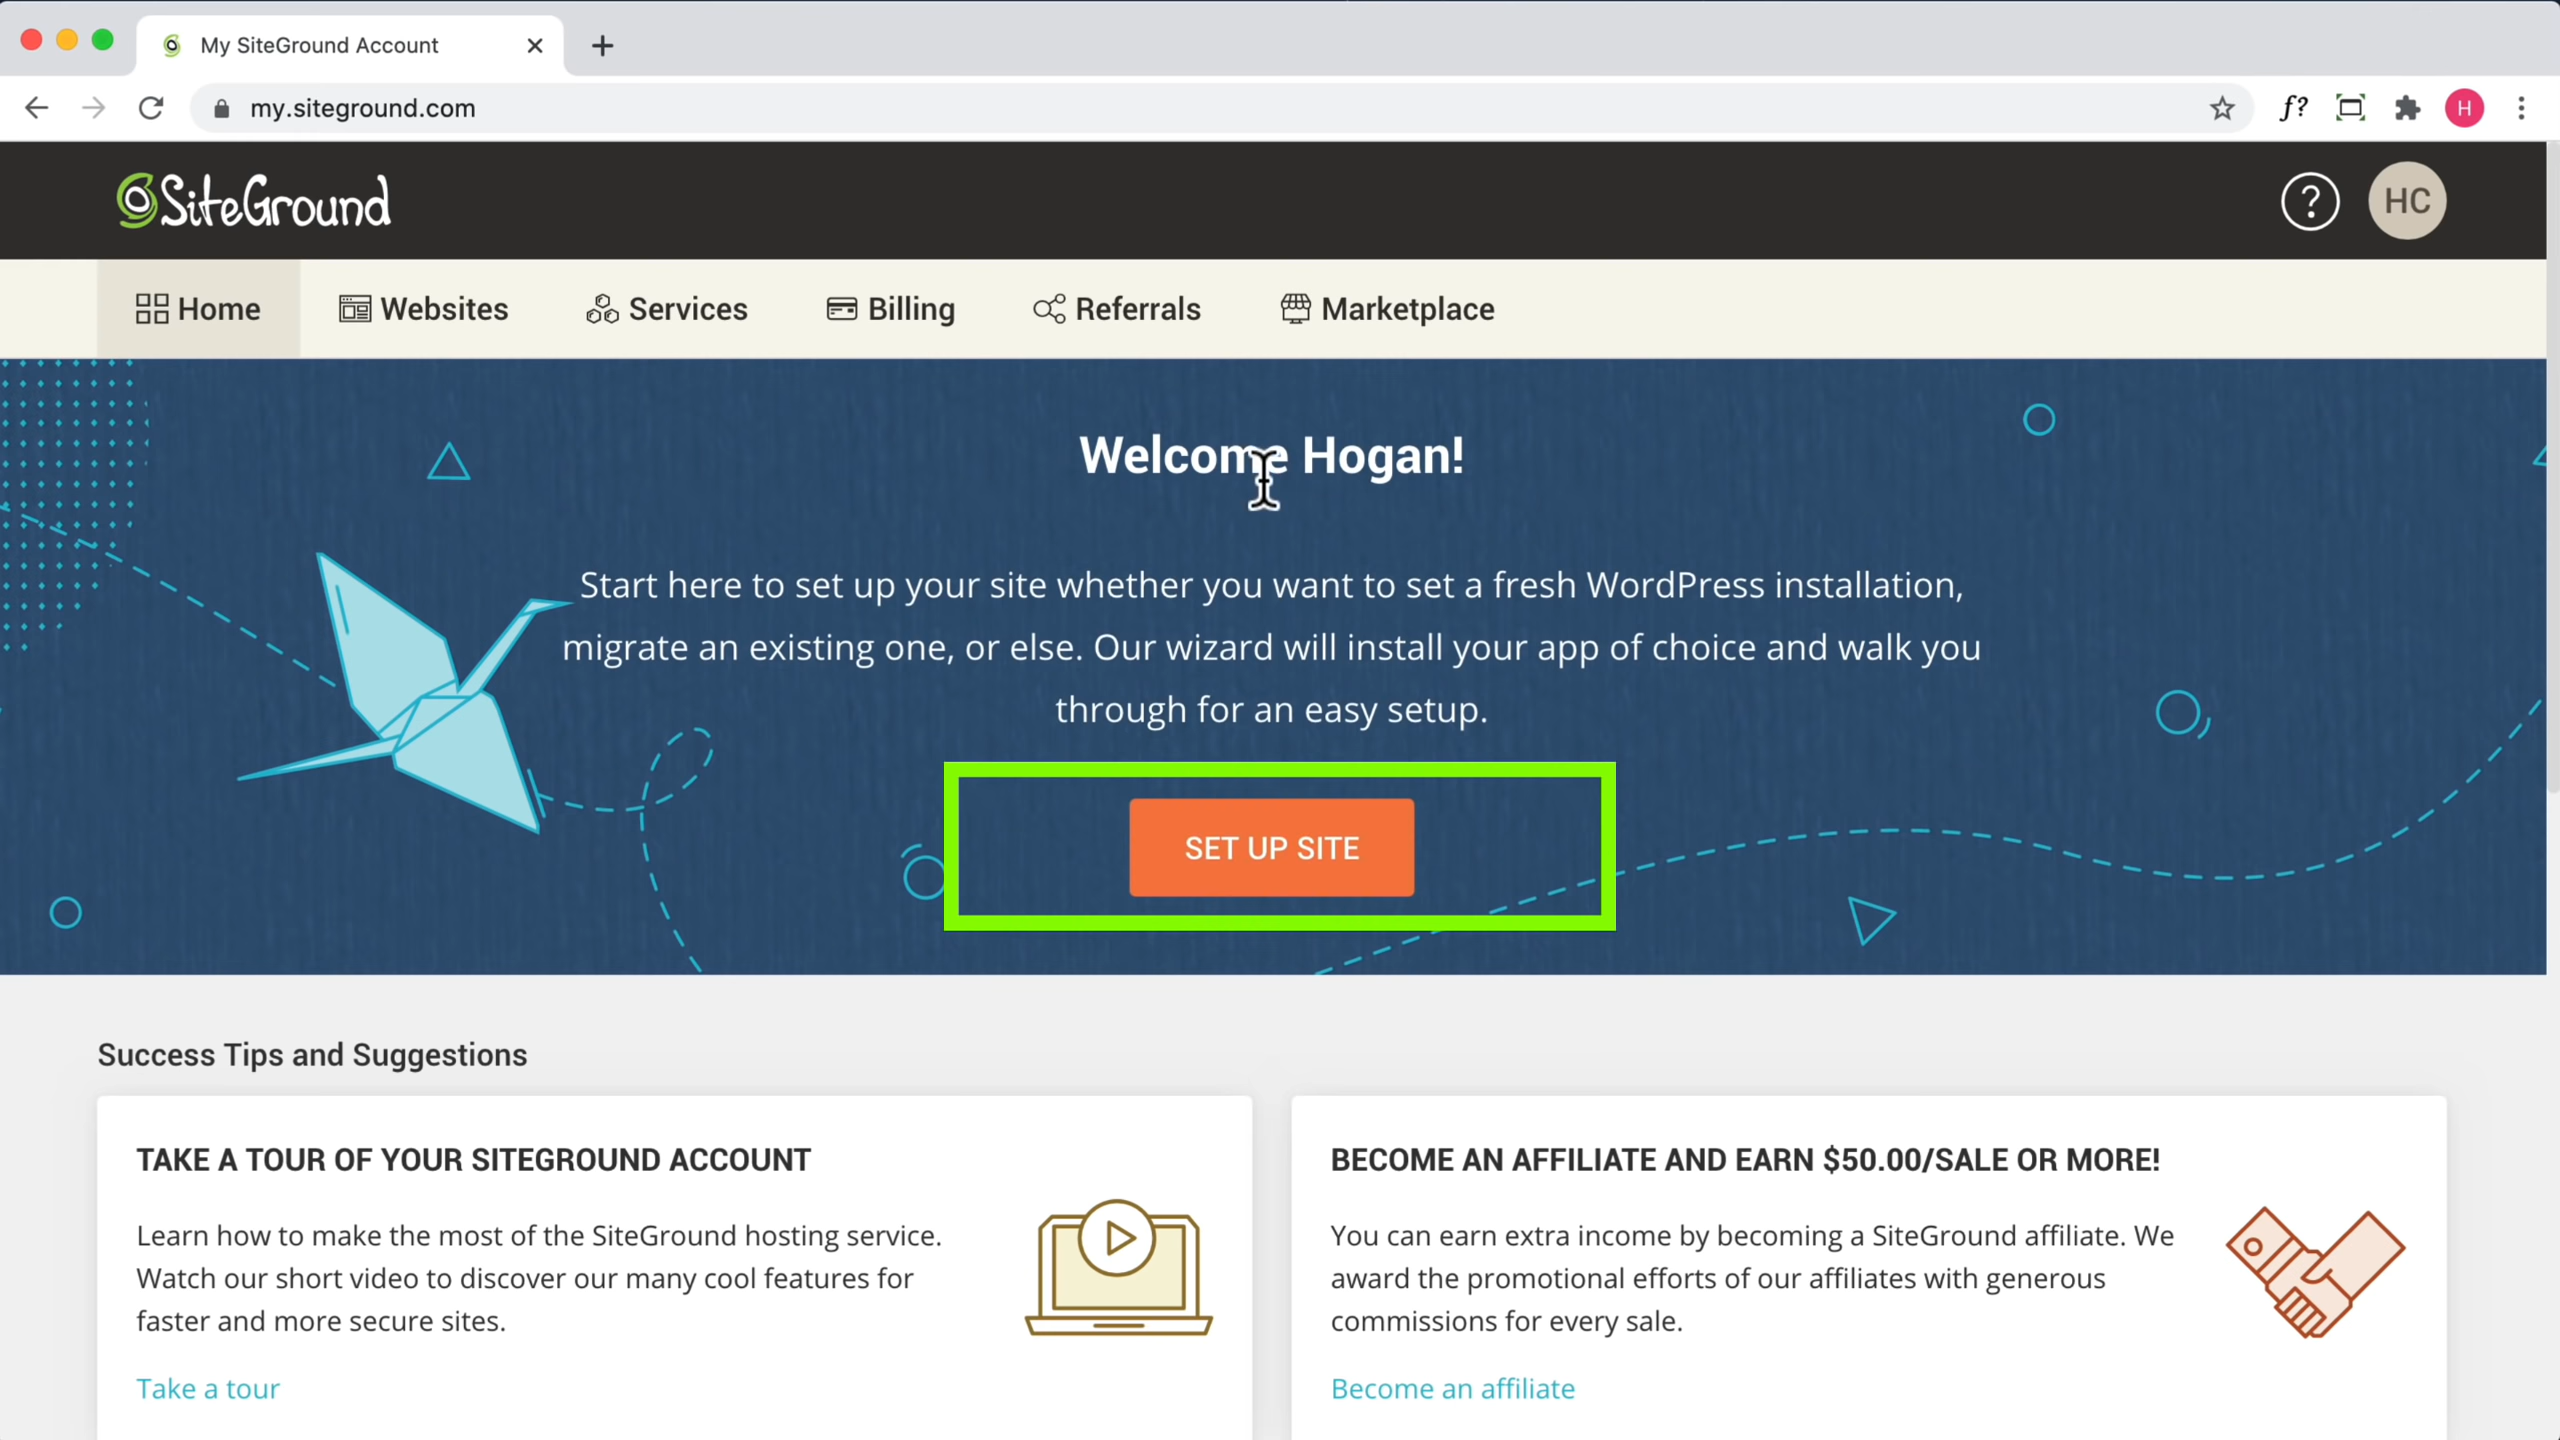 My SiteGround Account
my.siteground.com
f?
H
SiteGround
?
HC
Home
Websites
Services
Billing
Referrals
Marketplace
Welcome Hogan!
Start here to set up your site whether you want to set a fresh WordPress installation,
migrate an existing one, or else. Our wizard will install your app of choice and walk you
through for an easy setup.
SET UP SITE
Success Tips and Suggestions
TAKE A TOUR OF YOUR SITEGROUND ACCOUNT
Learn how to make the most of the SiteGround hosting service.
Watch our short video to discover our many cool features for
faster and more secure sites.
Take a tour
BECOME AN AFFILIATE AND EARN $50.00/SALE OR MORE!
You can earn extra income by becoming a SiteGround affiliate. We
award the promotional efforts of our affiliates with generous
commissions for every sale.
Become an affiliate